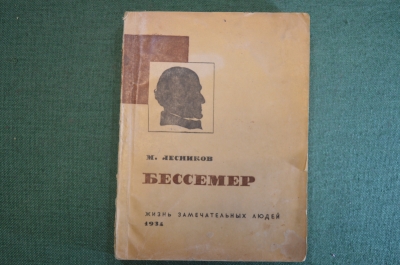 М. ЛЕСНИКОВ
БЕССЕМЕР
ЖИЗНЬ ЗАМЕЧАТЕЛЬНЫХ ЛЮДЕЙ
1934